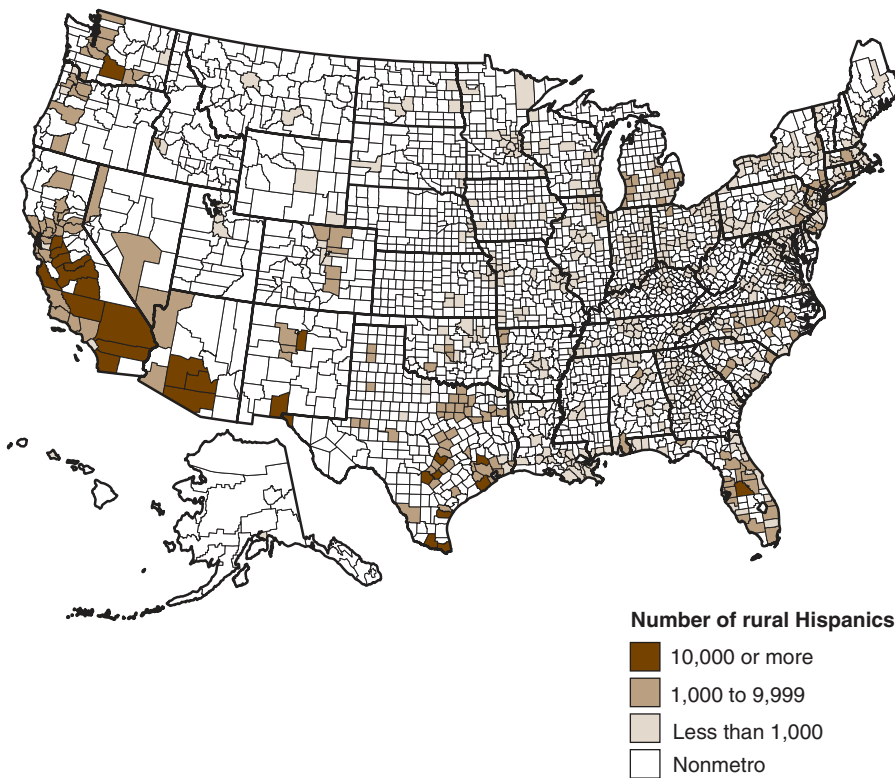 Number of rural Hispanics
10,000 or more
1,000 to 9,999
Less than 1,000
Nonmetro